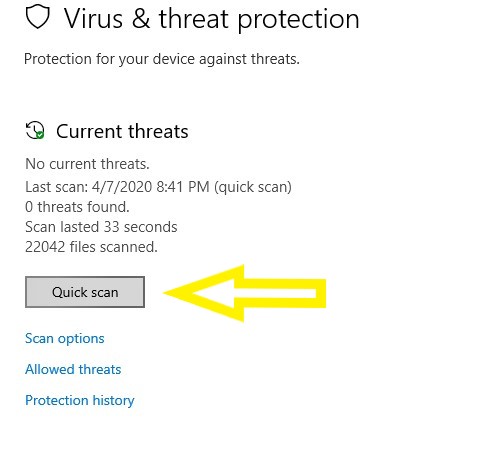 Virus & threat protection
Protection for your device against threats.
Current threats
No current threats.
Last scan: 4/7/2020 8:41 PM (quick scan)
0 threats found.
Scan lasted 33 seconds
22042 files scanned.
Quick scan
Scan options
Allowed threats
Protection history